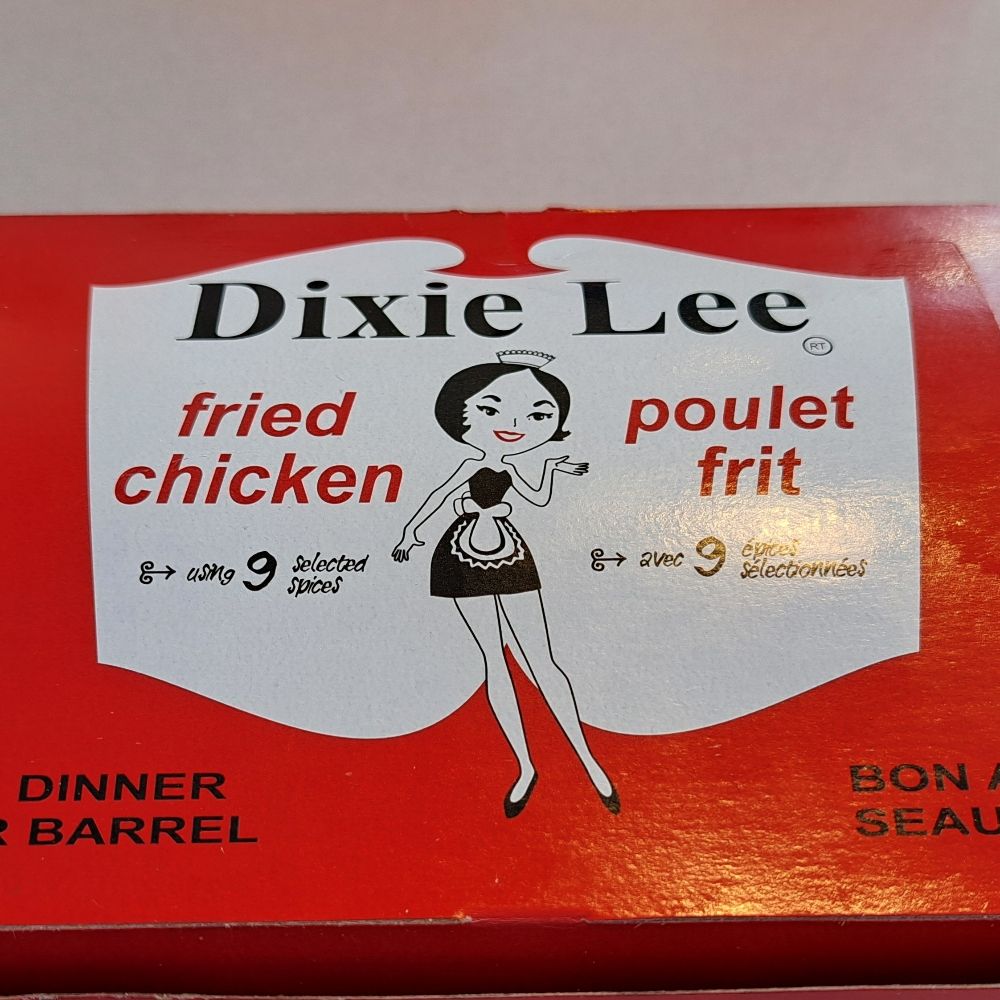 Dixie Lee
RT
fried
chicken
using 9 selected
spices
poulet
frit
avec 9 épices
sélectionnées
DINNER
R BARREL
BON A
SEAU